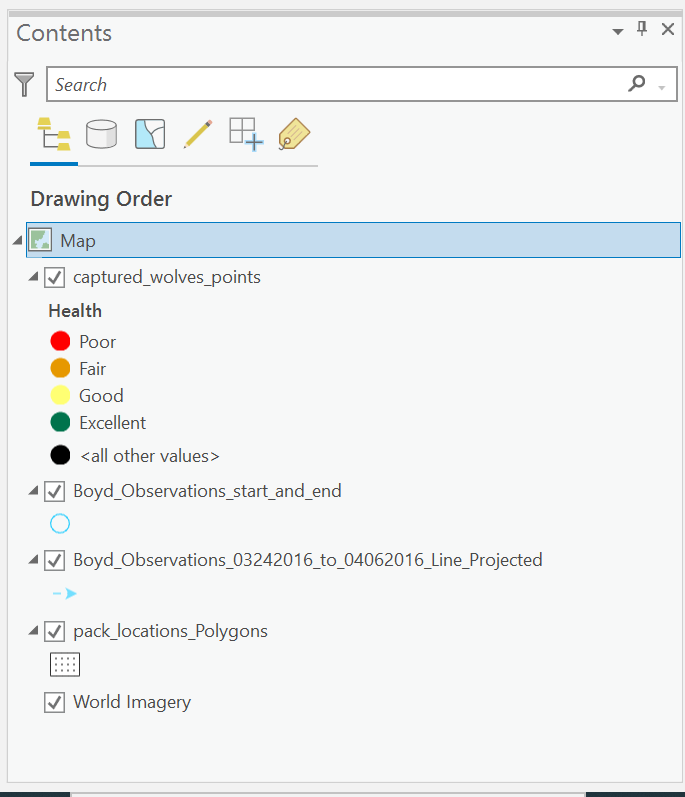 Contents
Search
Drawing Order
Map
captured_wolves_points
Health
Poor
Fair
Good
Excellent
<all other values>
Boyd_Observations_start_and_end
Boyd_Observations_03242016_to_04062016_Line_Projected
pack_locations_Polygons
World Imagery